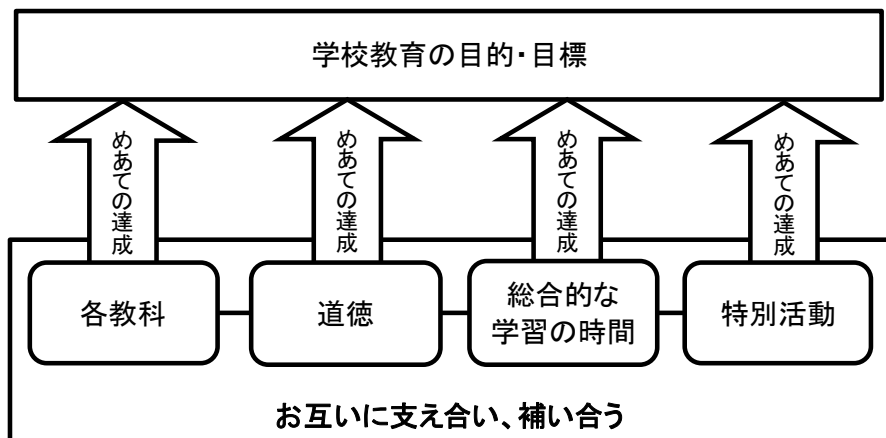 学校教育の目的・目標
めあての達成
めあての達成
めあての達成
めあての達成
各教科
道徳
総合的な
学習の時間
特別活動
お互いに支え合い、補い合う